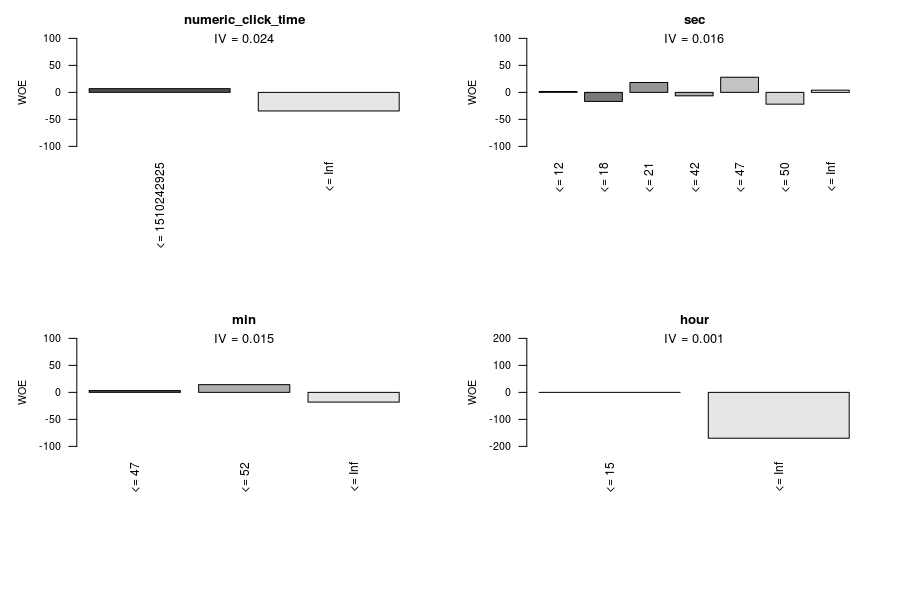 numeric_click_time
IV = 0.024
WOE
100
50
0
-50
-100
<= 1510242925
<= Inf
sec
IV = 0.016
WOE
100
50
0
-50
-100
<= 12
<= 18
<= 21
<= 42
<= 47
<= 50
<= Inf
min
IV = 0.015
WOE
100
50
0
-50
-100
<= 47
<= 52
<= Inf
hour
IV = 0.001
WOE
200
100
0
-100
-200
<= 15
<= Inf